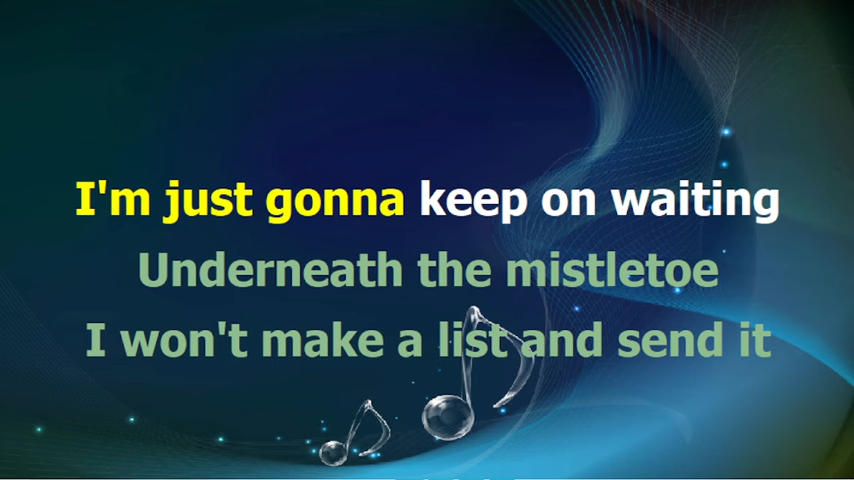 I'm just gonna keep on waiting
Underneath the mistletoe
I won't make a list and send it